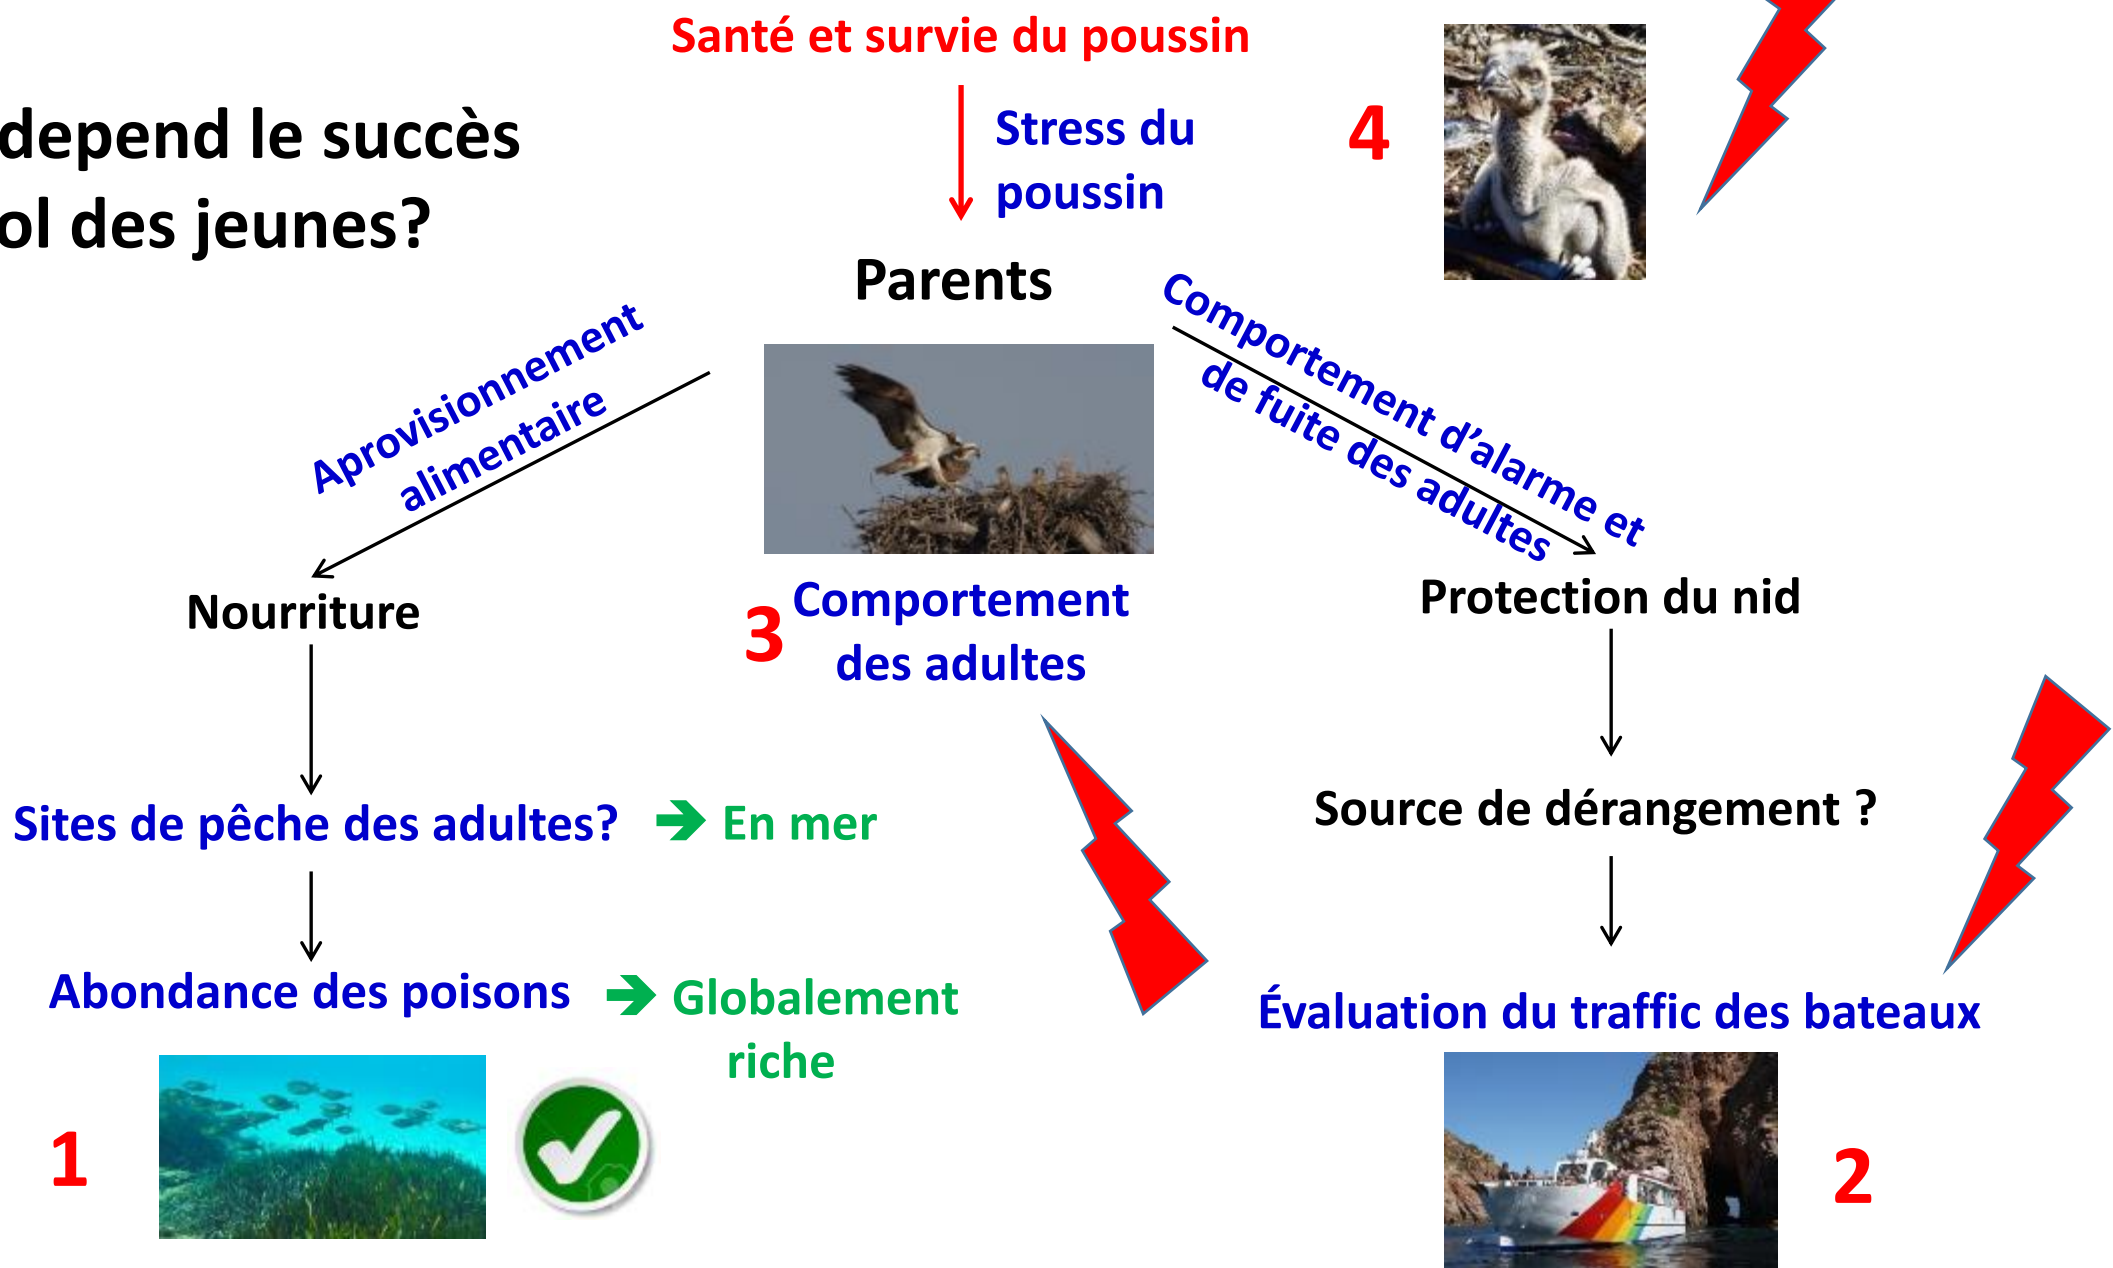 Santé et survie du poussin
depend le succès
ol des jeunes?
Stress du
poussin
4
Parents
Aprovisionnement
alimentaire
Comportement d'alarme et
de fuite des adultes
Nourriture
3
Comportement
des adultes
Protection du nid
Sites de pêche des adultes? ➔ En mer
Source de dérangement ?
Abondance des poisons ➔ Globalement
riche
Évaluation du traffic des bateaux
1
2